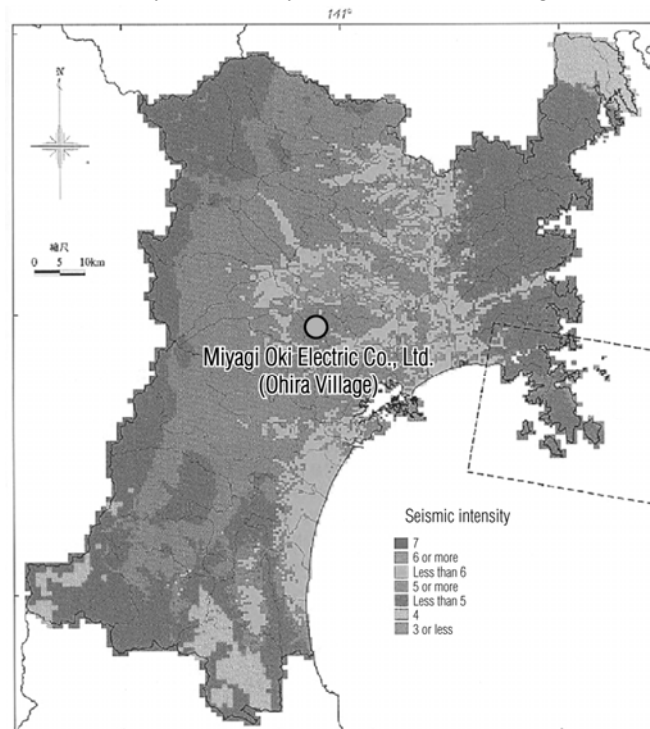 141°
N
縮尺
0 5 10km
Miyagi Oki Electric Co., Ltd.
(Ohira Village)
Seismic intensity
7
6 or more
Less than 6
5 or more
Less than 5
4
3 or less